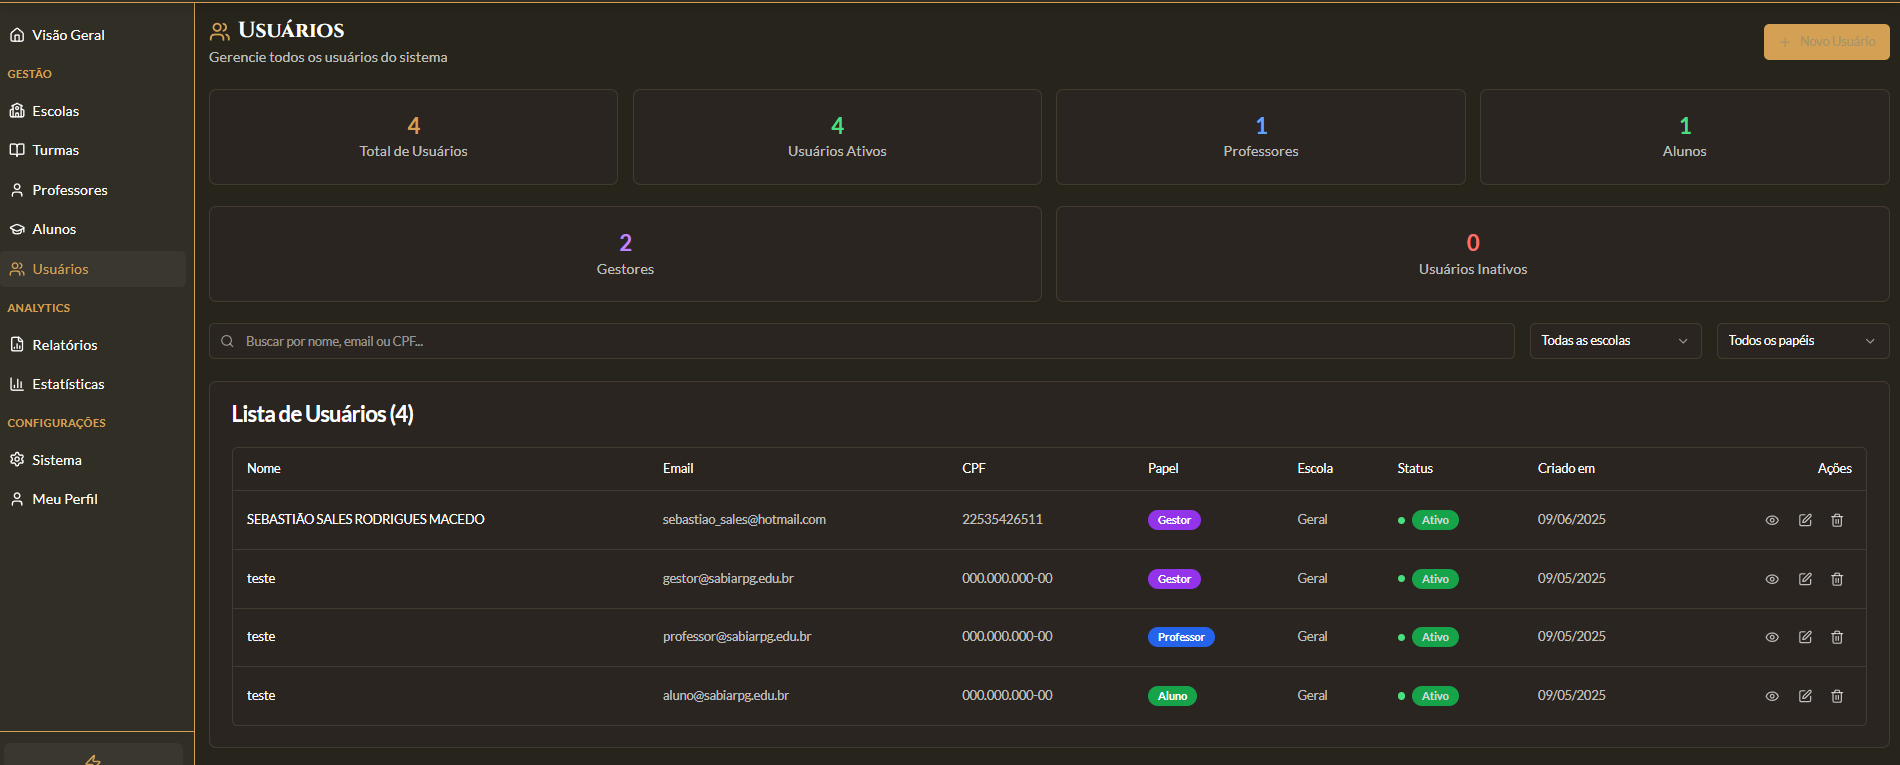 Visão Geral
GESTÃO
Escolas
Turmas
Professores
Alunos
Usuários
ANALYTICS
Relatórios
Estatísticas
CONFIGURAÇÕES
Sistema
Meu Perfil
USUÁRIOS
Gerencie todos os usuários do sistema
+ Novo Usuário
4
Total de Usuários
4
Usuários Ativos
1
Professores
1
Alunos
2
Gestores
0
Usuários Inativos
Buscar por nome, email ou CPF...
Todas as escolas
Todos os papéis
Lista de Usuários (4)
Nome Email CPF Papel Escola Status Criado em Ações
SEBASTIÃO SALES RODRIGUES MACEDO sebastiao_sales@hotmail.com 22535426511 Gestor Geral Ativo 09/06/2025
teste gestor@sabiarpg.edu.br 000.000.000-00 Gestor Geral Ativo 09/05/2025
teste professor@sabiarpg.edu.br 000.000.000-00 Professor Geral Ativo 09/05/2025
teste aluno@sabiarpg.edu.br 000.000.000-00 Aluno Geral Ativo 09/05/2025